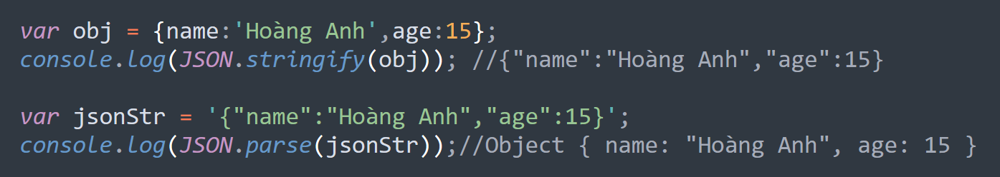 var obj = {name:'Hoàng Anh',age:15};
console.log(JSON.stringify(obj)); //{"name":"Hoàng Anh","age":15}
var jsonStr = '{"name":"Hoàng Anh","age":15}';
console.log(JSON.parse(jsonStr));//Object { name: "Hoàng Anh", age: 15 }